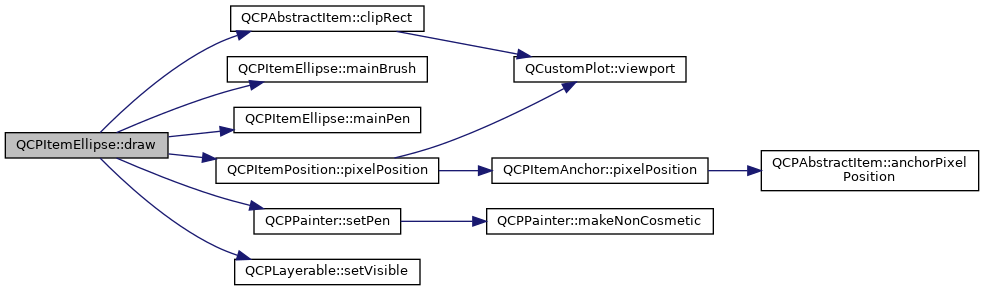 QCPItemEllipse::draw
QCPAbstractItem::clipRect
QCPItemEllipse::mainBrush
QCPItemEllipse::mainPen
QCPItemPosition::pixelPosition
QCPPainter::setPen
QCPLayerable::setVisible
QCustomPlot::viewport
QCPItemAnchor::pixelPosition
QCPPainter::makeNonCosmetic
QCPAbstractItem::anchorPixel
Position